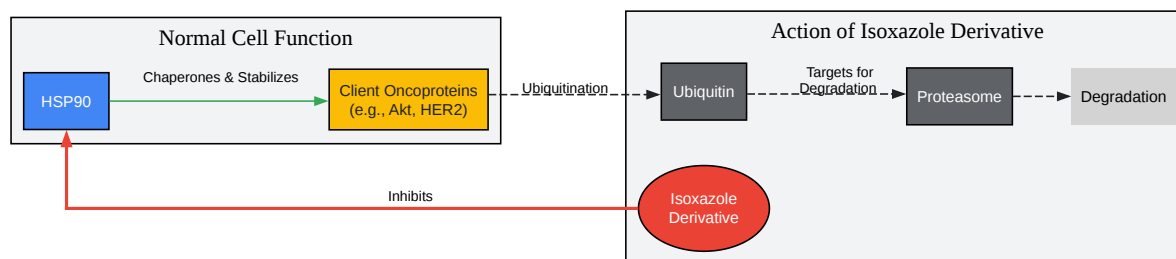 Normal Cell Function
Action of Isoxazole Derivative
HSP90
Chaperones & Stabilizes
Client Oncoproteins
(e.g., Akt, HER2)
Ubiquitination
Ubiquitin
Targets for
Degradation
Proteasome
Degradation
Inhibits
Isoxazole
Derivative